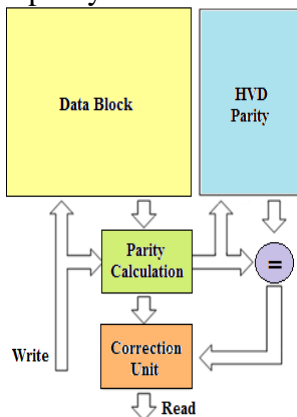 Data Block
HVD
Parity
Parity
Calculation
=
Write
Correction
Unit
Read